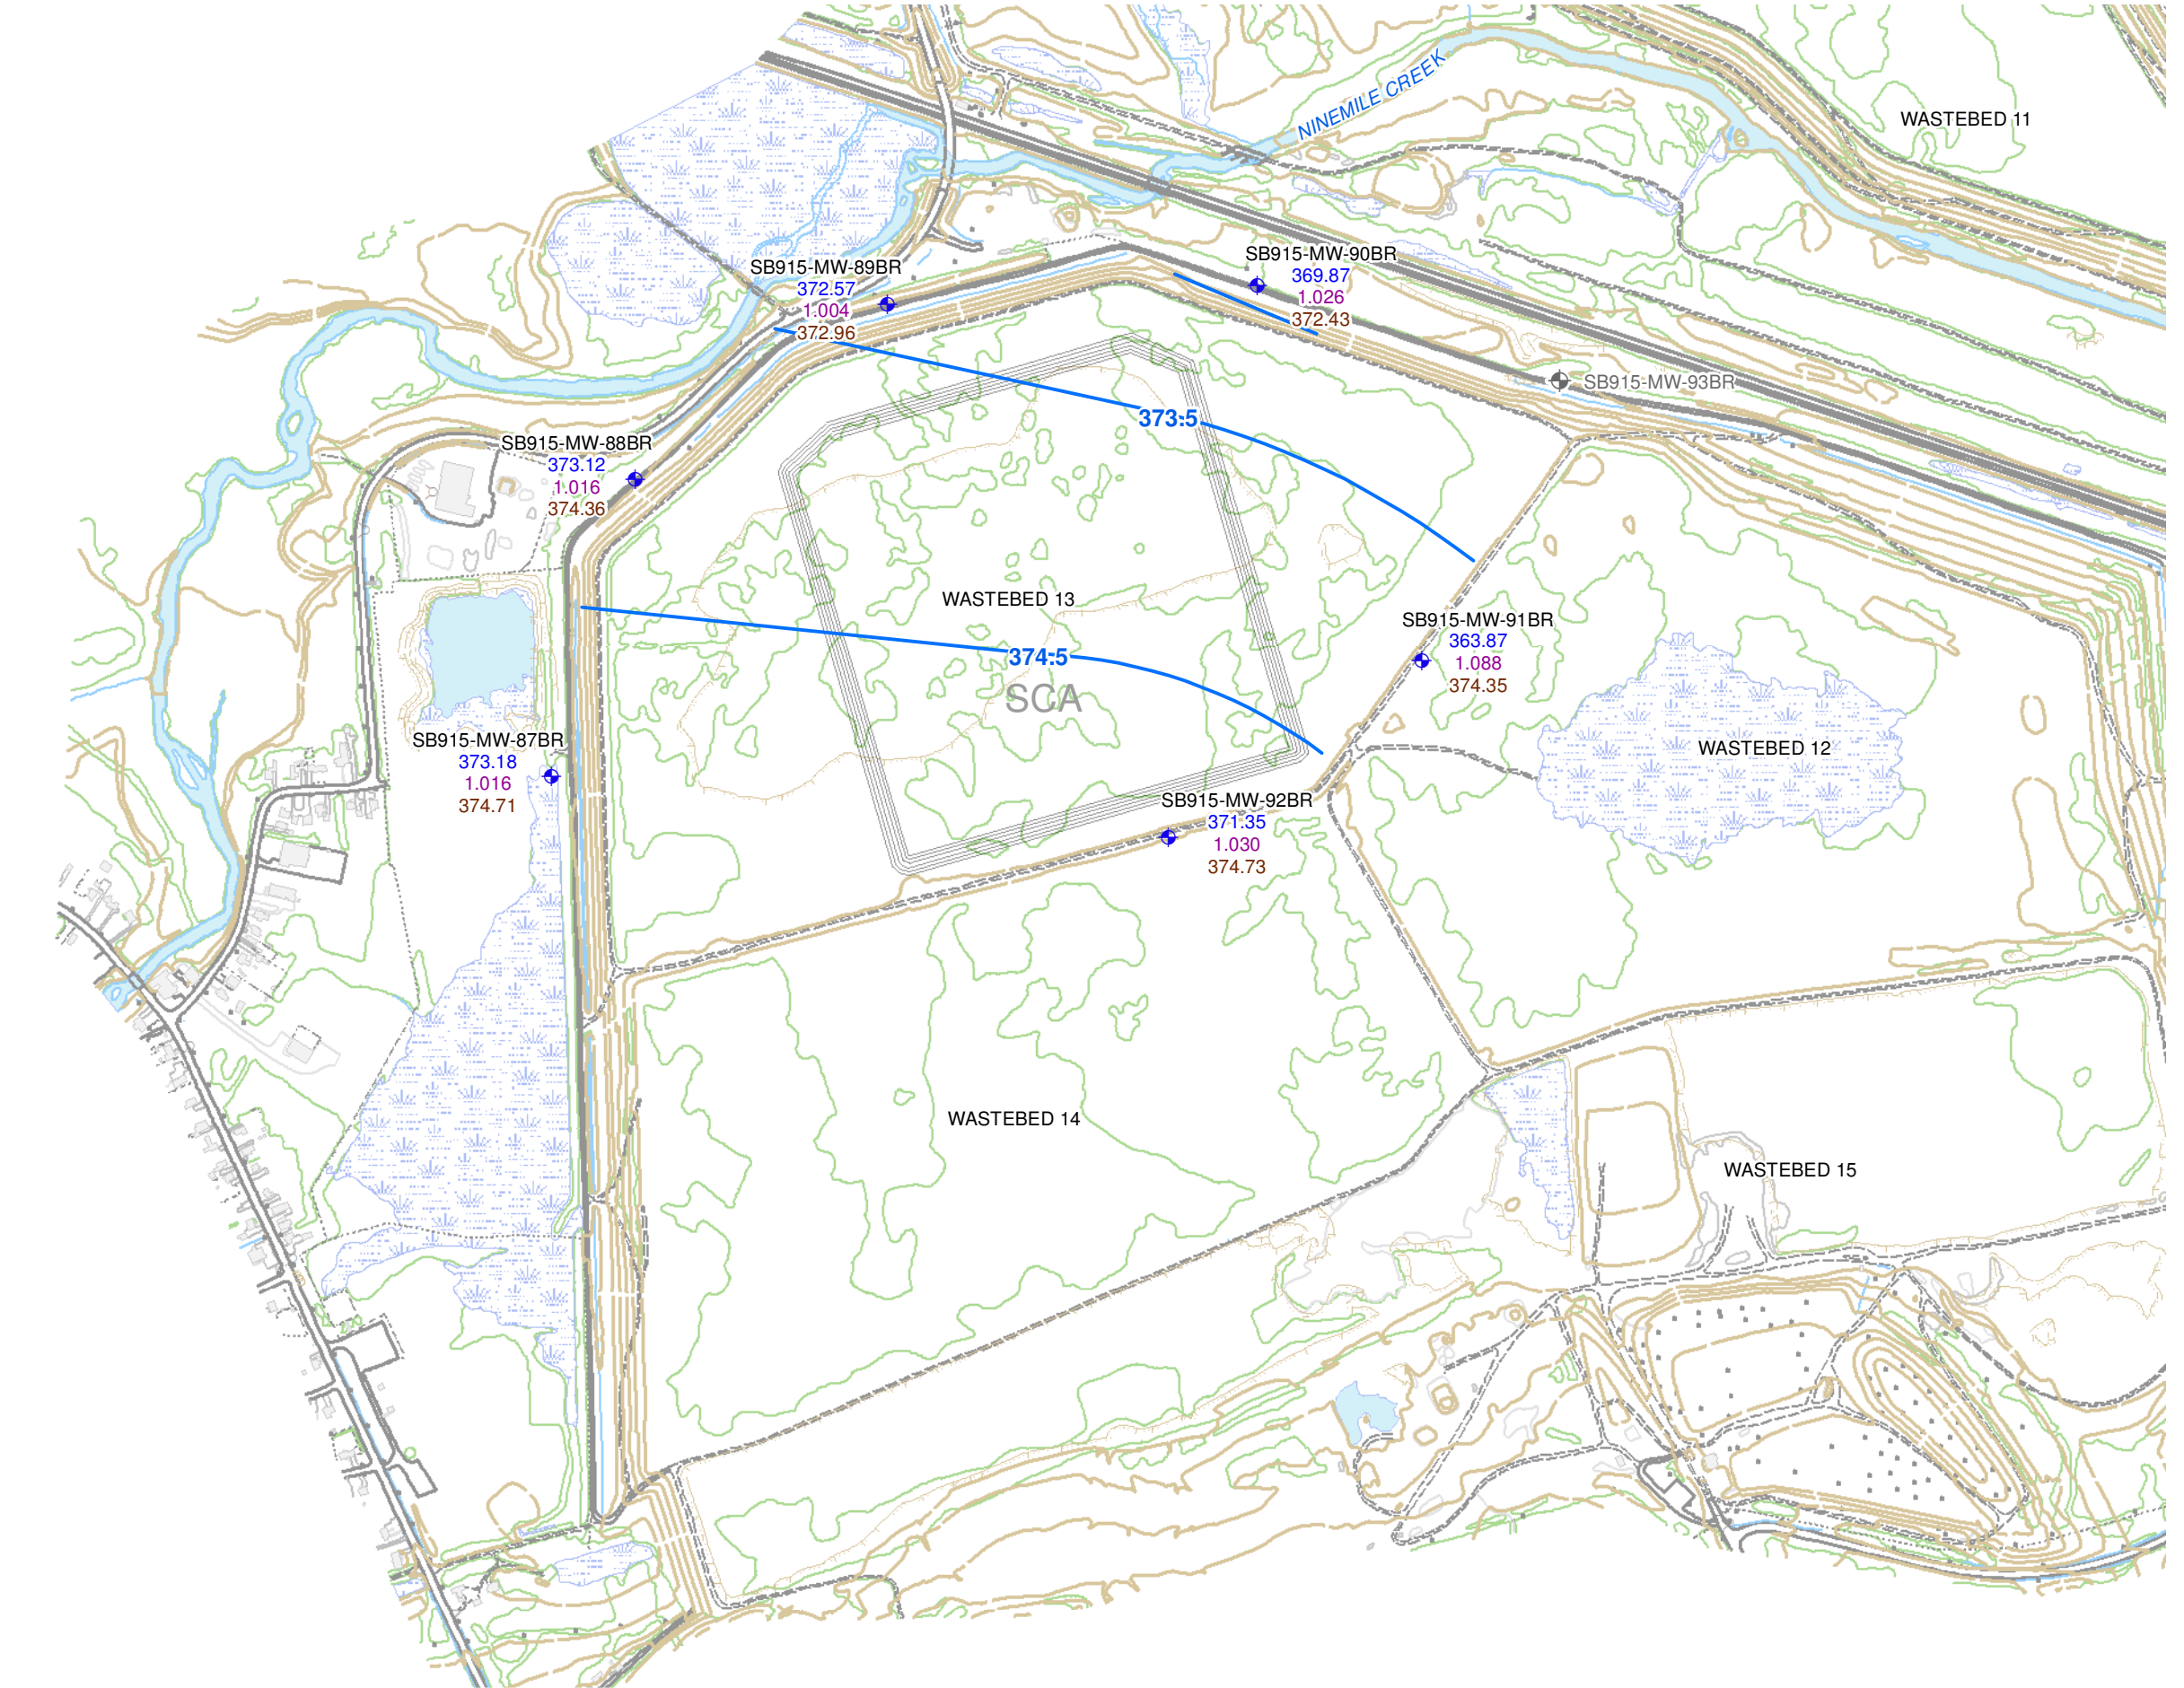 NINEMILE CREEK
WASTEBED 11
SB915-MW-89BR
372.57
1.004
372.96
SB915-MW-90BR
369.87
1.026
372.43
SB915-MW-93BR
373.5
SB915-MW-88BR
373.12
1.016
374.36
WASTEBED 13
SB915-MW-91BR
363.87
1.088
374.35
374.5
SCA
SB915-MW-87BR
373.18
1.016
374.71
WASTEBED 12
SB915-MW-92BR
371.35
1.030
374.73
WASTEBED 14
WASTEBED 15